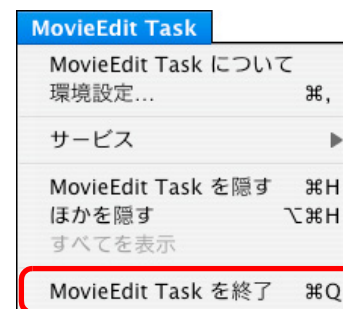 MovieEdit Task
MovieEdit Task について
環境設定... ⌘,
サービス ▶
MovieEdit Task を隠す ⌘H
ほかを隠す ⌥⌘H
すべてを表示
MovieEdit Task を終了 ⌘Q